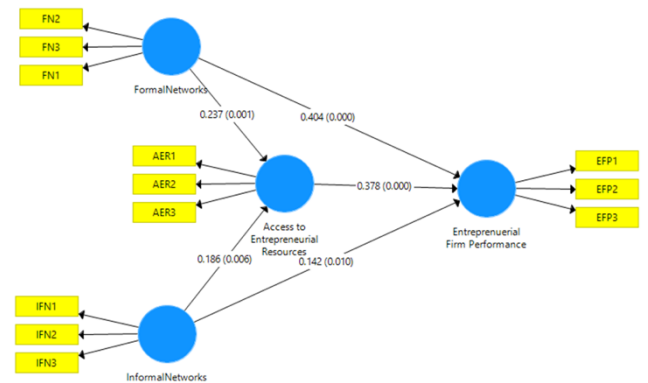 FN2
FN3
FN1
FormalNetworks
0.237 (0.001)
0.404 (0.000)
AER1
AER2
AER3
Access to
Entrepreneurial
Resources
0.378 (0.000)
EFP1
EFP2
EFP3
Entreprenuerial
Firm Performance
0.186 (0.006)
0.142 (0.010)
IFN1
IFN2
IFN3
InformalNetworks